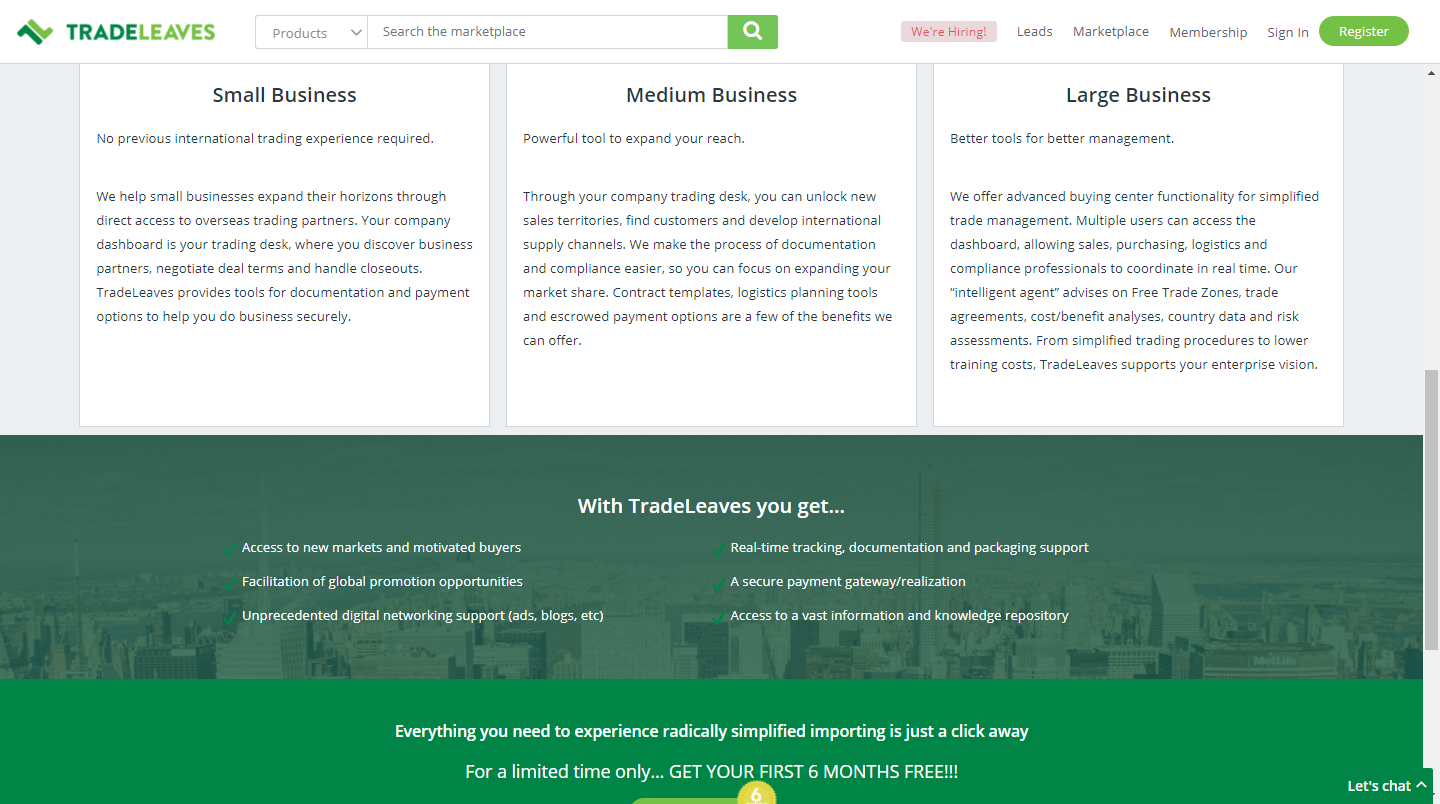 TRADELEAVES
Products
Search the marketplace
We're Hiring!
Leads
Marketplace
Membership
Sign In
Register
Small Business
No previous international trading experience required.
We help small businesses expand their horizons through
direct access to overseas trading partners. Your company
dashboard is your trading desk, where you discover business
partners, negotiate deal terms and handle closeouts.
TradeLeaves provides tools for documentation and payment
options to help you do business securely.
Medium Business
Powerful tool to expand your reach.
Through your company trading desk, you can unlock new
sales territories, find customers and develop international
supply channels. We make the process of documentation
and compliance easier, so you can focus on expanding your
market share. Contract templates, logistics planning tools
and escrowed payment options are a few of the benefits we
can offer.
Large Business
Better tools for better management.
We offer advanced buying center functionality for simplified
trade management. Multiple users can access the
dashboard, allowing sales, purchasing, logistics and
compliance professionals to coordinate in real time. Our
“intelligent agent” advises on Free Trade Zones, trade
agreements, cost/benefit analyses, country data and risk
assessments. From simplified trading procedures to lower
training costs, TradeLeaves supports your enterprise vision.
With TradeLeaves you get...
Access to new markets and motivated buyers
Facilitation of global promotion opportunities
Unprecedented digital networking support (ads, blogs, etc)
Real-time tracking, documentation and packaging support
A secure payment gateway/realization
Access to a vast information and knowledge repository
MetLife
Everything you need to experience radically simplified importing is just a click away
For a limited time only... GET YOUR FIRST 6 MONTHS FREE!!!
6
Let's chat